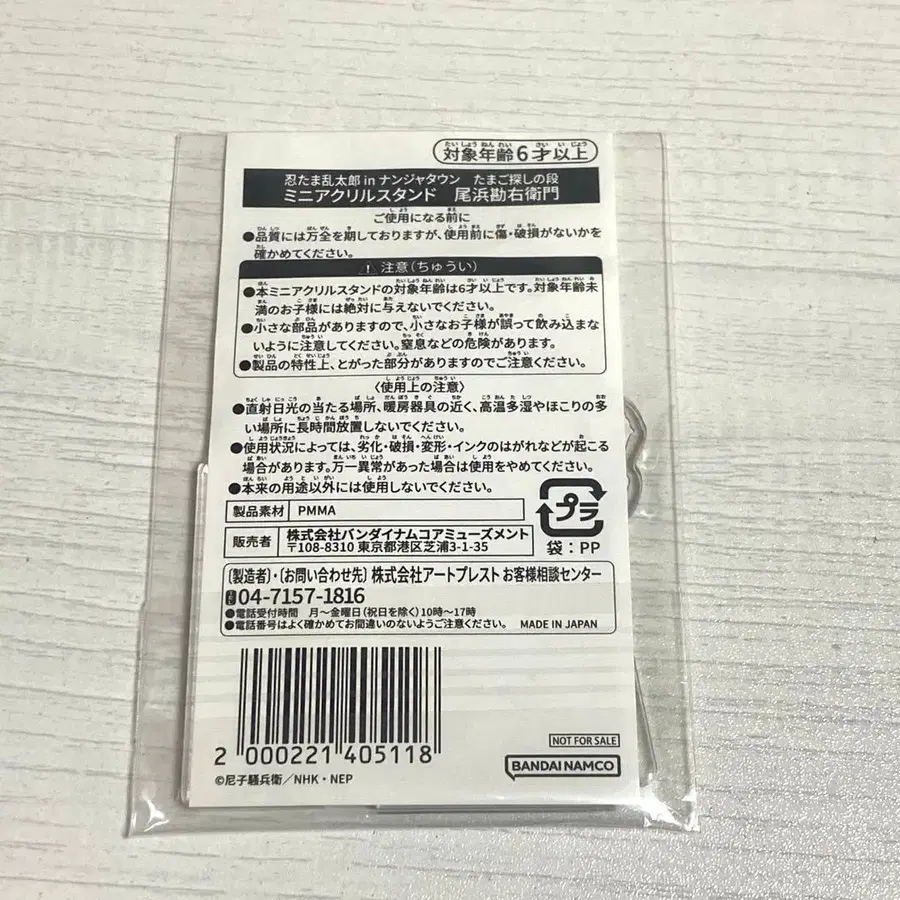 対象年齢6才以上
忍たま乱太郎 in ナンジャタウン　たまご探しの段
ミニアクリルスタンド　尾浜勘右衛門
ご使用になる前に
●品質には万全を期しておりますが、使用前に傷・破損がないかを
確かめてください。
注意(ちゅうい)
●本ミニアクリルスタンドの対象年齢は6才以上です。対象年齢未
満のお子様には絶対に与えないでください。
●小さな部品がありますので、小さなお子様が誤って飲み込まな
いように注意してください。窒息などの危険があります。
●製品の特性上、とがった部分がありますのでご注意ください。
〈使用上の注意〉
●直射日光の当たる場所、暖房器具の近く、高温多湿やほこりの多
い場所に長時間放置しないでください。
●使用状況によっては、劣化・破損・変形・インクのはがれなどが起こる
場合があります。万一異常があった場合は使用をやめてください。
●本来の用途以外には使用しないでください。
製品素材 PMMA
販売者 株式会社バンダイナムコアミューズメント
〒108-8310 東京都港区芝浦3-1-35
プラ
袋：PP
〔製造者〕・〔お問い合わせ先〕 株式会社アートプレスト お客様相談センター
04-7157-1816
●電話受付時間　月～金曜日(祝日を除く)10時～17時
●電話番号はよく確かめてお間違いのないようご注意ください。
MADE IN JAPAN
2 000221 405118
NOT FOR SALE
BANDAI NAMCO
©尼子騒兵衛／NHK・NEP